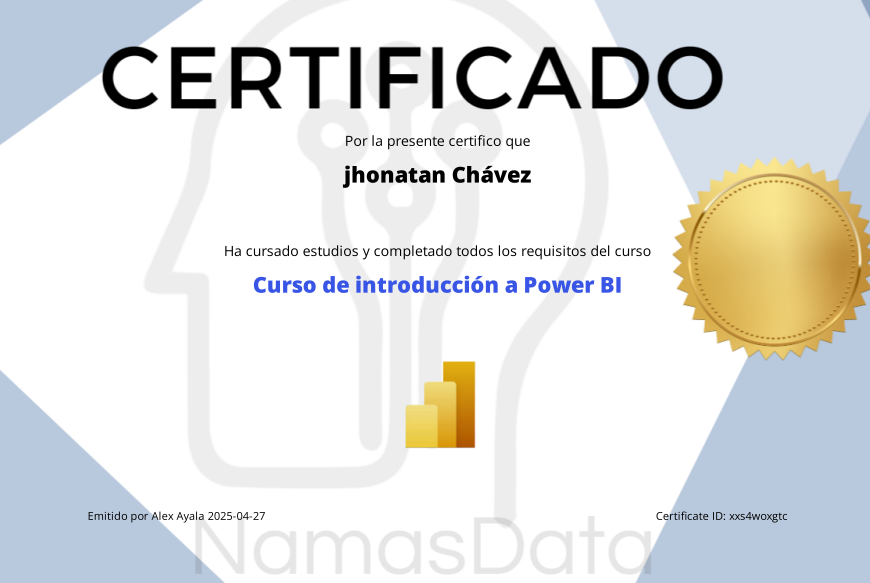 CERTIFICADO
Por la presente certifico que
jhonatan Chávez
Ha cursado estudios y completado todos los requisitos del curso
Curso de introducción a Power BI
Emitido por Alex Ayala 2025-04-27
Certificate ID: xxs4woxgtc
NamasData